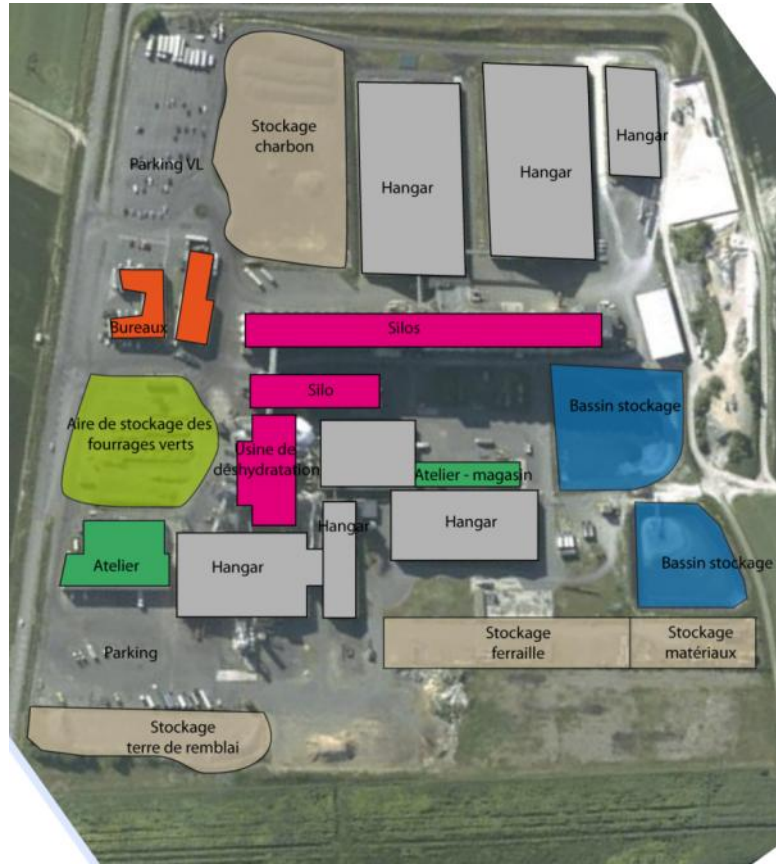 Stockage
charbon
Hangar
Parking VL
Hangar
Hangar
Bureaux
Silos
Silo
Bassin stockage
Aire de stockage des
fourrages verts
Usine de
déshydratation
Atelier - magasin
Hangar
Hangar
Atelier
Hangar
Bassin stockage
Parking
Stockage
ferraille
Stockage
matériaux
Stockage
terre de remblai